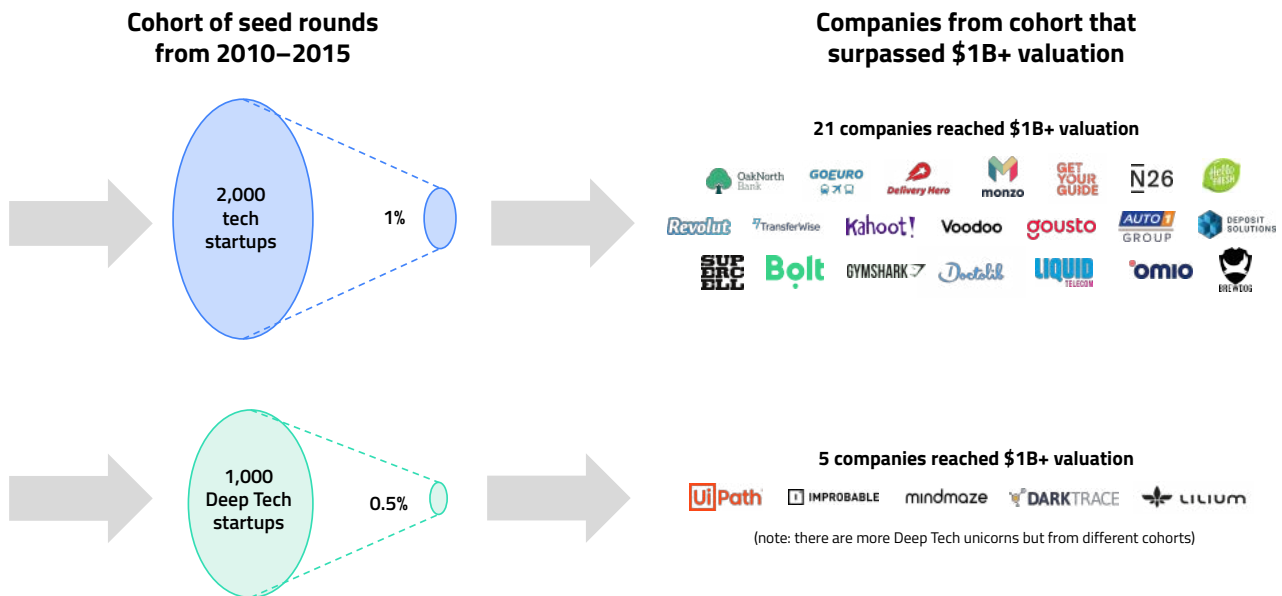 Cohort of seed rounds
from 2010–2015
Companies from cohort that
surpassed $1B+ valuation
2,000
tech
startups
1%
21 companies reached $1B+ valuation
OakNorth
Bank
GOEURO
Delivery Hero
monzo
GET
YOUR
GUIDE
N26
Hello
FRESH
Revolut
TransferWise
Kahoot!
Voodoo
gousto
AUTO1
GROUP
DEPOSIT
SOLUTIONS
SUP
ERC
ELL
Bolt
GYMSHARK
Doctolib
LIQUID
TELECOM
omio
BREWDOG
1,000
Deep Tech
startups
0.5%
5 companies reached $1B+ valuation
UiPath
IMPROBABLE
mindmaze
DARKTRACE
LILIUM
(note: there are more Deep Tech unicorns but from different cohorts)